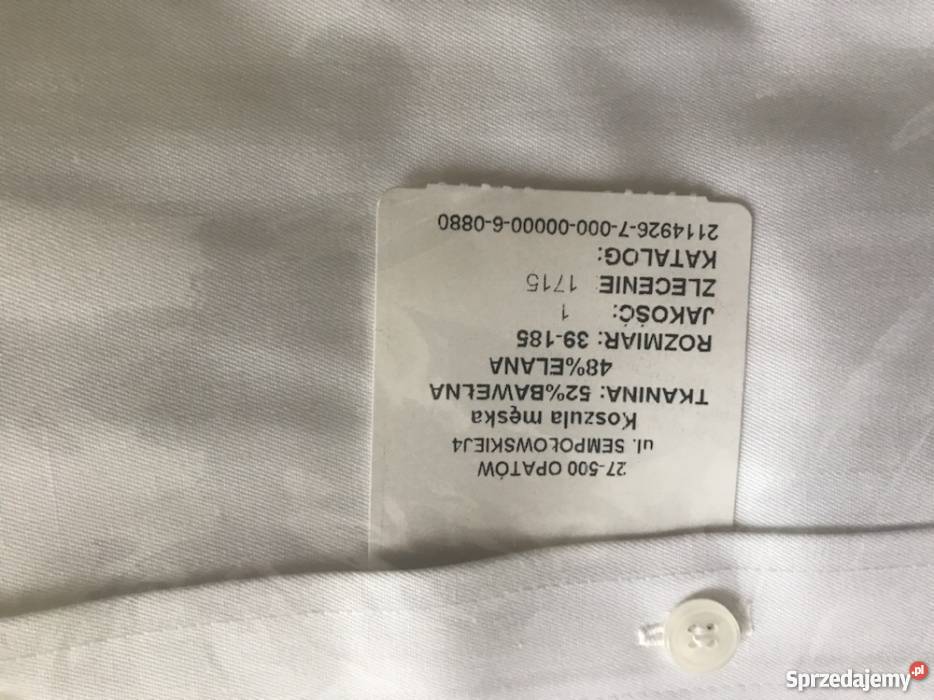 27-500 OPATÓW
ul. SEMPOŁOWSKIEJ4
Koszula męska
TKANINA: 52%BAWEŁNA
48%ELANA
ROZMIAR: 39-185
JAKOŚĆ: 1
ZLECENIE 1715
KATALOG:
2114926-7-000-00000-6-0880
Sprzedajemy.pl